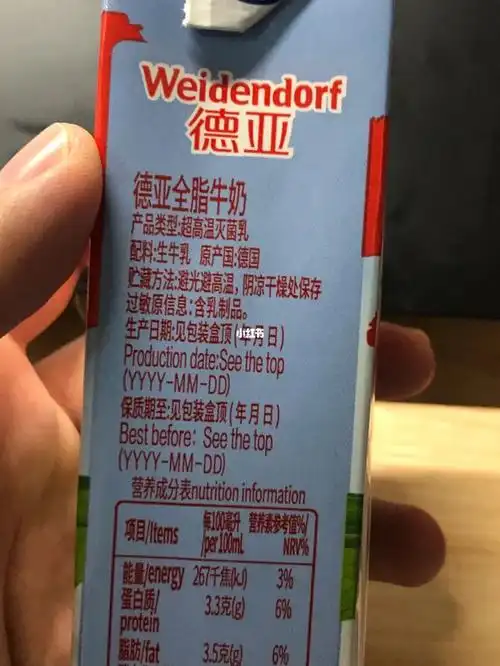 Weidendorf
德亚
德亚全脂牛奶
产品类型:超高温灭菌乳
配料:生牛乳 原产国:德国
贮藏方法:避光避高温，阴凉干燥处保存
过敏原信息:含乳制品。
生产日期:见包装盒顶(年月日)
小红书
Production date:See the top
(YYYY-MM-DD)
保质期至:见包装盒顶(年月日)
Best before: See the top
(YYYY-MM-DD)
营养成分表nutrition information
项目/Items 每100毫升/per 100mL 营养素参考值%/NRV%
能量/energy 267千焦(kJ) 3%
蛋白质/protein 3.3克(g) 6%
脂肪/fat 3.5克(g) 6%